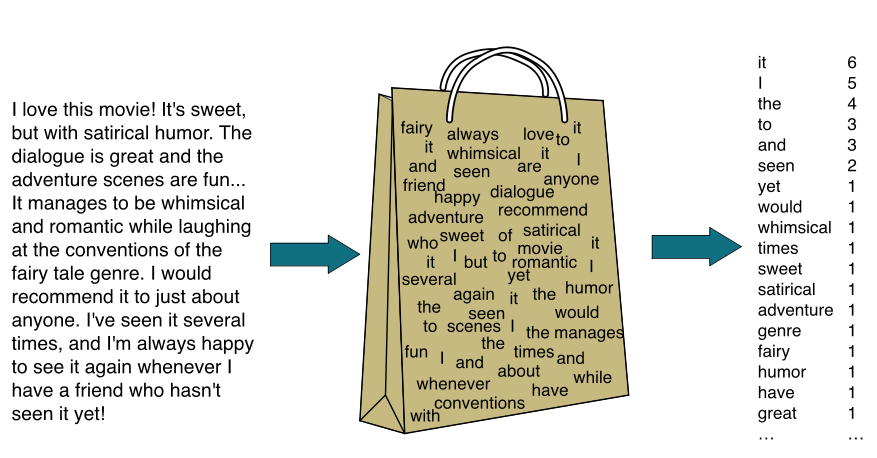 I love this movie! It's sweet,
but with satirical humor. The
dialogue is great and the
adventure scenes are fun...
It manages to be whimsical
and romantic while laughing
at the conventions of the
fairy tale genre. I would
recommend it to just about
anyone. I've seen it several
times, and I'm always happy
to see it again whenever I
have a friend who hasn't
seen it yet!
fairy always love to it
it whimsical it I
and seen are anyone
friend happy dialogue
adventure recommend
who sweet of satirical
it I but to romantic movie it I
several yet
again it the humor
the seen would
to scenes I the manages
the
fun I and times and
about
whenever have while
conventions
with
it 6
I 5
the 4
to 3
and 3
seen 2
yet 1
would 1
whimsical 1
times 1
sweet 1
satirical 1
adventure 1
genre 1
fairy 1
humor 1
have 1
great 1
... ...